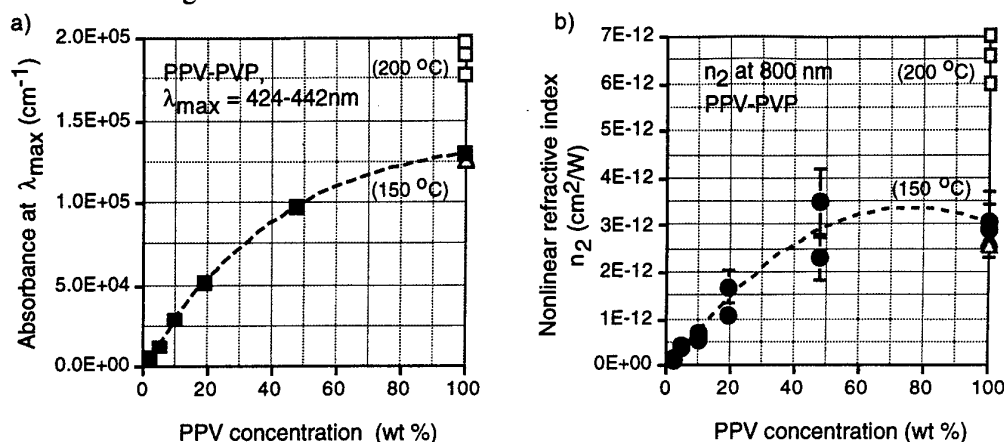 a)
Absorbance at λmax (cm-1)
2.0E+05
1.5E+05
1.0E+05
5.0E+04
0.0E+00
PPV-PVP,
λmax = 424-442nm
(200 °C)
(150 °C)
0 20 40 60 80 100
PPV concentration (wt %)
b)
Nonlinear refractive index
n2 (cm2/W)
7E-12
6E-12
5E-12
4E-12
3E-12
2E-12
1E-12
0E+00
n2 at 800 nm
PPV-PVP
(200 °C)
(150 °C)
0 20 40 60 80 100
PPV concentration (wt %)